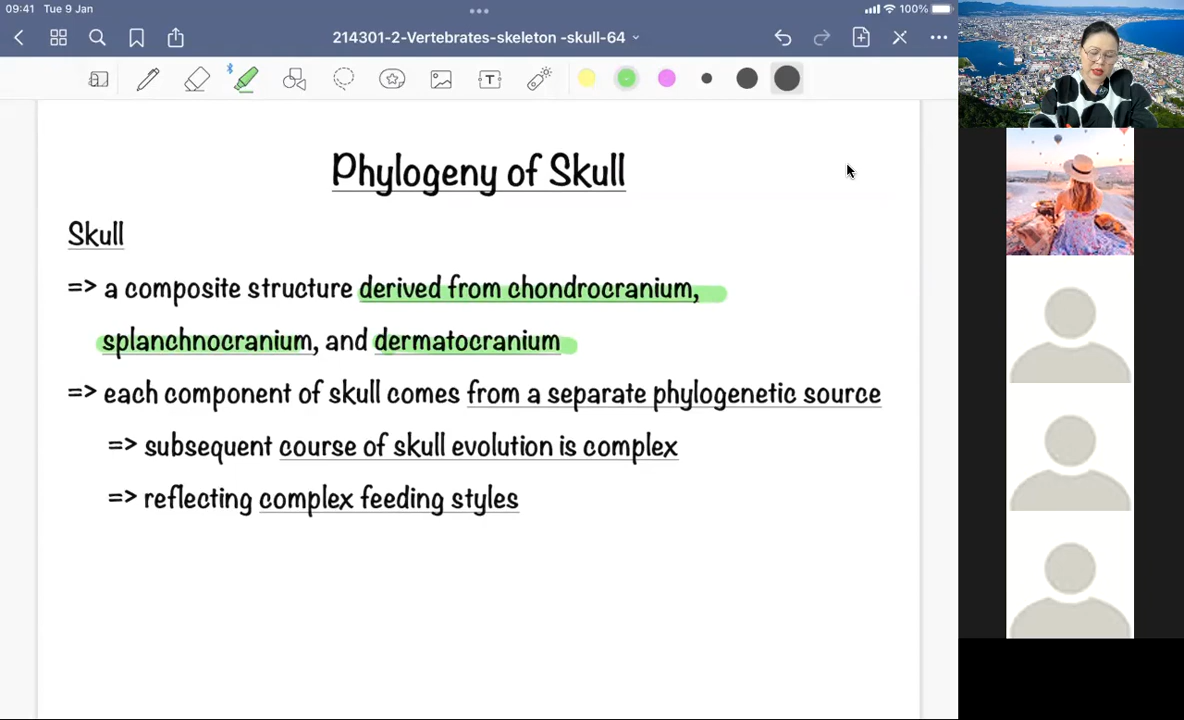 09:41 Tue 9 Jan
100%
214301-2-Vertebrates-skeleton -skull-64
T
Phylogeny of Skull
Skull
=> a composite structure derived from chondrocranium,
splanchnocranium, and dermatocranium
=> each component of skull comes from a separate phylogenetic source
=> subsequent course of skull evolution is complex
=> reflecting complex feeding styles